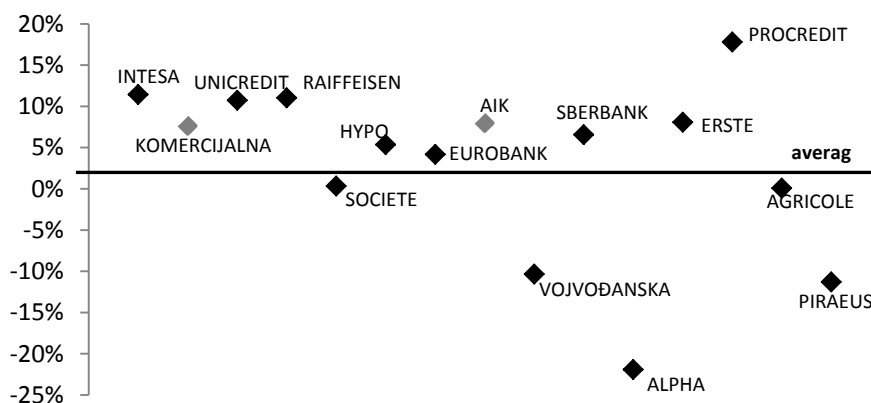 20%
15%
10%
5%
0%
-5%
-10%
-15%
-20%
-25%
INTESA
KOMERCIJALNA
UNICREDIT
RAIFFEISEN
SOCIETE
HYPO
EUROBANK
AIK
VOJVOĐANSKA
SBERBANK
ALPHA
ERSTE
PROCREDIT
averag
AGRICOLE
PIRAEUS